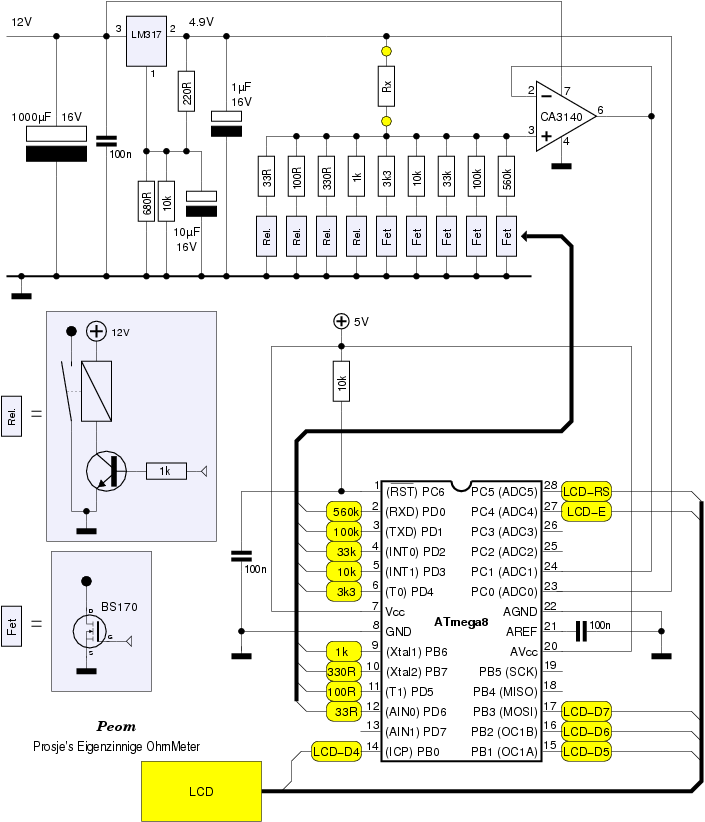 12V
3
LM317
2
4.9V
1
220R
1µF
16V
1000µF 16V
100n
680R
10k
10µF
16V
Rx
2
7
CA3140
6
3
4
33R
100R
330R
1k
3k3
10k
33k
100k
560k
Rel.
Rel.
Rel.
Rel.
Fet
Fet
Fet
Fet
Fet
12V
Rel.
=
1k
5V
10k
100n
Fet
=
BS170
D
G
S
1 (RST) PC6
560k 2 (RXD) PD0
100k 3 (TXD) PD1
33k 4 (INT0) PD2
10k 5 (INT1) PD3
3k3 6 (T0) PD4
7 Vcc
8 GND
1k 9 (Xtal1) PB6
330R 10 (Xtal2) PB7
100R 11 (T1) PD5
33R 12 (AIN0) PD6
13 (AIN1) PD7
LCD-D4 14 (ICP) PB0
ATmega8
PC5 (ADC5) 28 LCD-RS
PC4 (ADC4) 27 LCD-E
PC3 (ADC3) 26
PC2 (ADC2) 25
PC1 (ADC1) 24
PC0 (ADC0) 23
AGND 22
AREF 21 100n
AVcc 20
PB5 (SCK) 19
PB4 (MISO) 18
PB3 (MOSI) 17 LCD-D7
PB2 (OC1B) 16 LCD-D6
PB1 (OC1A) 15 LCD-D5
Peom
Prosje's Eigenzinnige OhmMeter
LCD